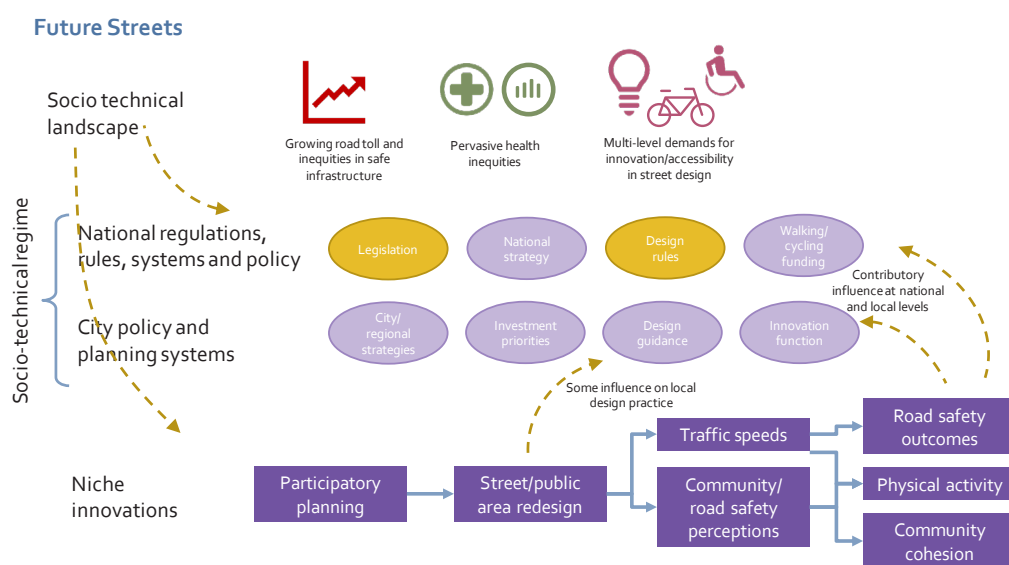 Future Streets
Socio technical
landscape
Growing road toll and
inequities in safe
infrastructure
Pervasive health
inequities
Multi-level demands for
innovation/accessibility
in street design
Socio-technical regime
National regulations,
rules, systems and policy
Legislation
National
strategy
Design
rules
Walking/
cycling
funding
Contributory
influence at national
and local levels
City policy and
planning systems
City/
regional
strategies
Investment
priorities
Design
guidance
Innovation
function
Some influence on local
design practice
Niche
innovations
Participatory
planning
Street/public
area redesign
Traffic speeds
Community/
road safety
perceptions
Road safety
outcomes
Physical activity
Community
cohesion